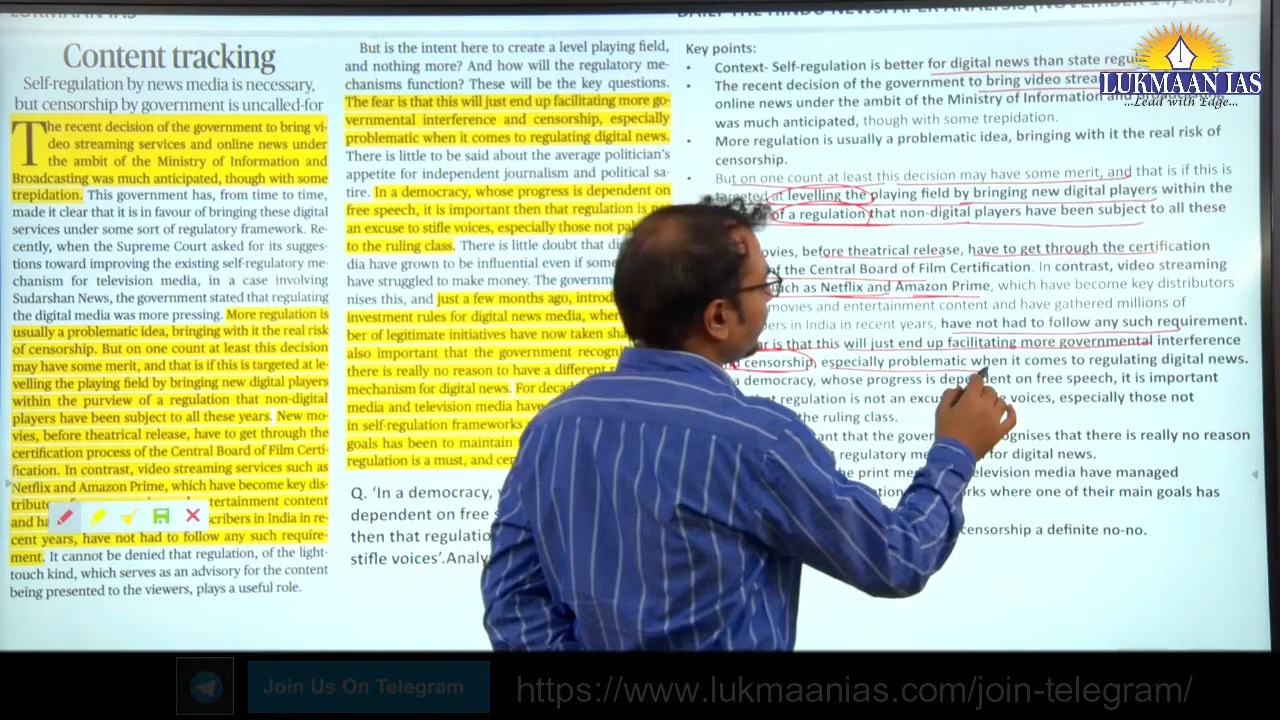 LUKMAAN IAS
DAILY THE HINDU NEWSPAPER ANALYSIS (NOVEMBER 14, 2020)
Content tracking
Self-regulation by news media is necessary,
but censorship by government is uncalled-for
The recent decision of the government to bring vi-
deo streaming services and online news under
the ambit of the Ministry of Information and
Broadcasting was much anticipated, though with some
trepidation. This government has, from time to time,
made it clear that it is in favour of bringing these digital
services under some sort of regulatory framework. Re-
cently, when the Supreme Court asked for its sugges-
tions toward improving the existing self-regulatory me-
chanism for television media, in a case involving
Sudarshan News, the government stated that regulating
the digital media was more pressing. More regulation is
usually a problematic idea, bringing with it the real risk
of censorship. But on one count at least this decision
may have some merit, and that is if this is targeted at le-
velling the playing field by bringing new digital players
within the purview of a regulation that non-digital
players have been subject to all these years. New mo-
vies, before theatrical release, have to get through the
certification process of the Central Board of Film Certi-
fication. In contrast, video streaming services such as
Netflix and Amazon Prime, which have become key dis-
tertainment content
and scribers in India in re-
cent years, have not had to follow any such require-
ment. It cannot be denied that regulation, of the light-
touch kind, which serves as an advisory for the content
being presented to the viewers, plays a useful role.
But is the intent here to create a level playing field,
and nothing more? And how will the regulatory me-
chanisms function? These will be the key questions.
The fear is that this will just end up facilitating more go-
vernmental interference and censorship, especially
problematic when it comes to regulating digital news.
There is little to be said about the average politician's
appetite for independent journalism and political sa-
tire. In a democracy, whose progress is dependent on
free speech, it is important then that regulation is
an excuse to stifle voices, especially those not
to the ruling class. There is little doubt that
dia have grown to be influential even if some
have struggled to make money. The
nises this, and just a few months ago,
investment rules for digital news media,
ber of legitimate initiatives have now taken
also important that the government
there is really no reason to have a different
mechanism for digital news. For
media and television media have
in self-regulation frameworks
goals has been to maintain
regulation is a must, and
Q. 'In a democracy,
dependent on free
then that
stifle voices'.
Key points:
• Context- Self-regulation is better for digital news than state
• The recent decision of the government to bring video
online news under the ambit of the Ministry of Information and
was much anticipated, though with some trepidation.
• More regulation is usually a problematic idea, bringing with it the real risk of
censorship.
• But on one count at least this decision may have some merit, and that is if this is
targeted at levelling the playing field by bringing new digital players within the
of a regulation that non-digital players have been subject to all these
before theatrical release, have to get through the certification
of the Central Board of Film Certification. In contrast, video streaming
such as Netflix and Amazon Prime, which have become key distributors
movies and entertainment content and have gathered millions of
in India in recent years, have not had to follow any such requirement.
is that this will just end up facilitating more governmental interference
censorship, especially problematic when it comes to regulating digital news.
a democracy, whose progress is dependent on free speech, it is important
regulation is not an voices, especially those not
the ruling class.
that the that there is really no reason
regulatory for digital news.
print television media have managed
where one of their main goals has
censorship a definite no-no.
LUKMAAN IAS
...Lead with Edge...
Join Us On Telegram
https://www.lukmaanias.com/join-telegram/